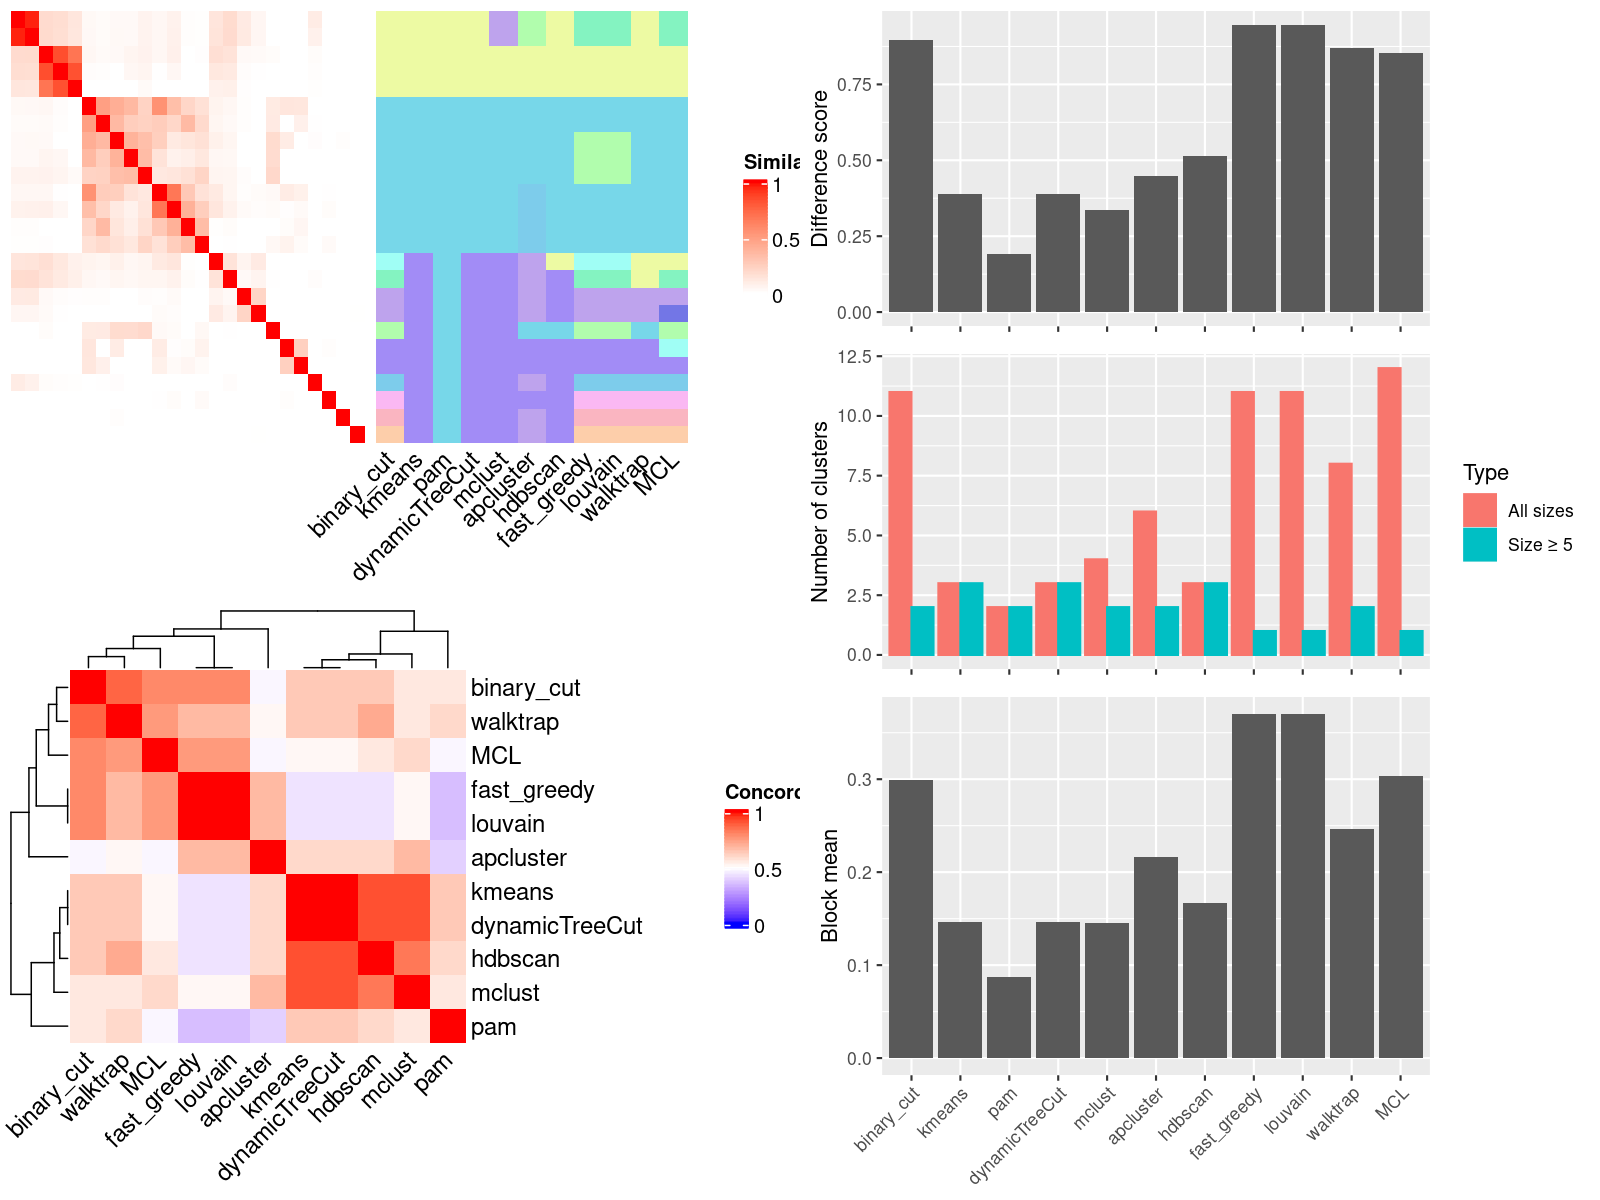 Simila
1
0.5
0
binary_cut
kmeans
pam
dynamicTreeCut
mclust
apcluster
hdbscan
fast_greedy
louvain
walktrap
MCL
binary_cut
walktrap
MCL
fast_greedy
louvain
apcluster
kmeans
dynamicTreeCut
hdbscan
mclust
pam
Concord
1
0.5
0
binary_cut
walktrap
MCL
fast_greedy
louvain
apcluster
kmeans
dynamicTreeCut
hdbscan
mclust
pam
Difference score
0.75
0.50
0.25
0.00
Number of clusters
12.5
10.0
7.5
5.0
2.5
0.0
Type
All sizes
Size ≥ 5
Block mean
0.3
0.2
0.1
0.0
binary_cut
kmeans
pam
dynamicTreeCut
mclust
apcluster
hdbscan
fast_greedy
louvain
walktrap
MCL